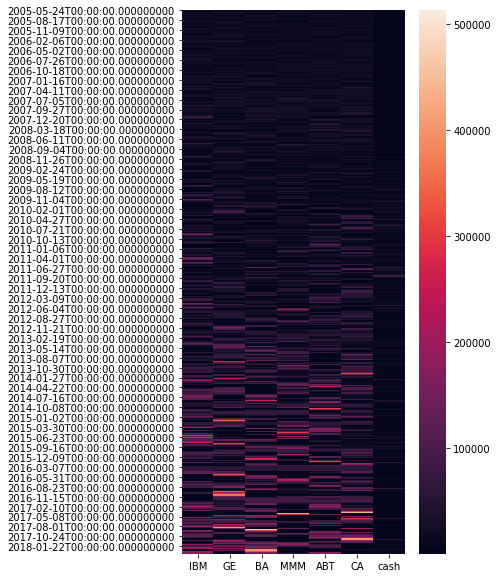 2005-05-24T00:00:00.000000000
2005-08-17T00:00:00.000000000
2005-11-09T00:00:00.000000000
2006-02-06T00:00:00.000000000
2006-05-02T00:00:00.000000000
2006-07-26T00:00:00.000000000
2006-10-18T00:00:00.000000000
2007-01-16T00:00:00.000000000
2007-04-11T00:00:00.000000000
2007-07-05T00:00:00.000000000
2007-09-27T00:00:00.000000000
2007-12-20T00:00:00.000000000
2008-03-18T00:00:00.000000000
2008-06-11T00:00:00.000000000
2008-09-04T00:00:00.000000000
2008-11-26T00:00:00.000000000
2009-02-24T00:00:00.000000000
2009-05-19T00:00:00.000000000
2009-08-12T00:00:00.000000000
2009-11-04T00:00:00.000000000
2010-02-01T00:00:00.000000000
2010-04-27T00:00:00.000000000
2010-07-21T00:00:00.000000000
2010-10-13T00:00:00.000000000
2011-01-06T00:00:00.000000000
2011-04-01T00:00:00.000000000
2011-06-27T00:00:00.000000000
2011-09-20T00:00:00.000000000
2011-12-13T00:00:00.000000000
2012-03-09T00:00:00.000000000
2012-06-04T00:00:00.000000000
2012-08-27T00:00:00.000000000
2012-11-21T00:00:00.000000000
2013-02-19T00:00:00.000000000
2013-05-14T00:00:00.000000000
2013-08-07T00:00:00.000000000
2013-10-30T00:00:00.000000000
2014-01-27T00:00:00.000000000
2014-04-22T00:00:00.000000000
2014-07-16T00:00:00.000000000
2014-10-08T00:00:00.000000000
2015-01-02T00:00:00.000000000
2015-03-30T00:00:00.000000000
2015-06-23T00:00:00.000000000
2015-09-16T00:00:00.000000000
2015-12-09T00:00:00.000000000
2016-03-07T00:00:00.000000000
2016-05-31T00:00:00.000000000
2016-08-23T00:00:00.000000000
2016-11-15T00:00:00.000000000
2017-02-10T00:00:00.000000000
2017-05-08T00:00:00.000000000
2017-08-01T00:00:00.000000000
2017-10-24T00:00:00.000000000
2018-01-22T00:00:00.000000000
IBM GE BA MMM ABT CA cash
500000
400000
300000
200000
100000